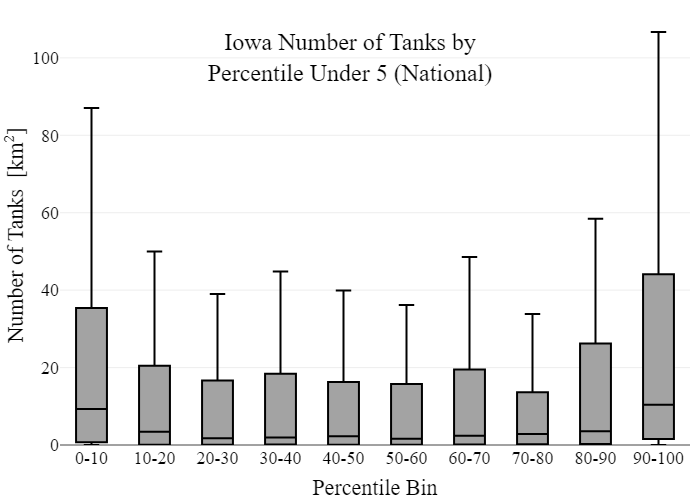 Iowa Number of Tanks by
Percentile Under 5 (National)
Number of Tanks [km²]
100
80
60
40
20
0
0-10 10-20 20-30 30-40 40-50 50-60 60-70 70-80 80-90 90-100
Percentile Bin